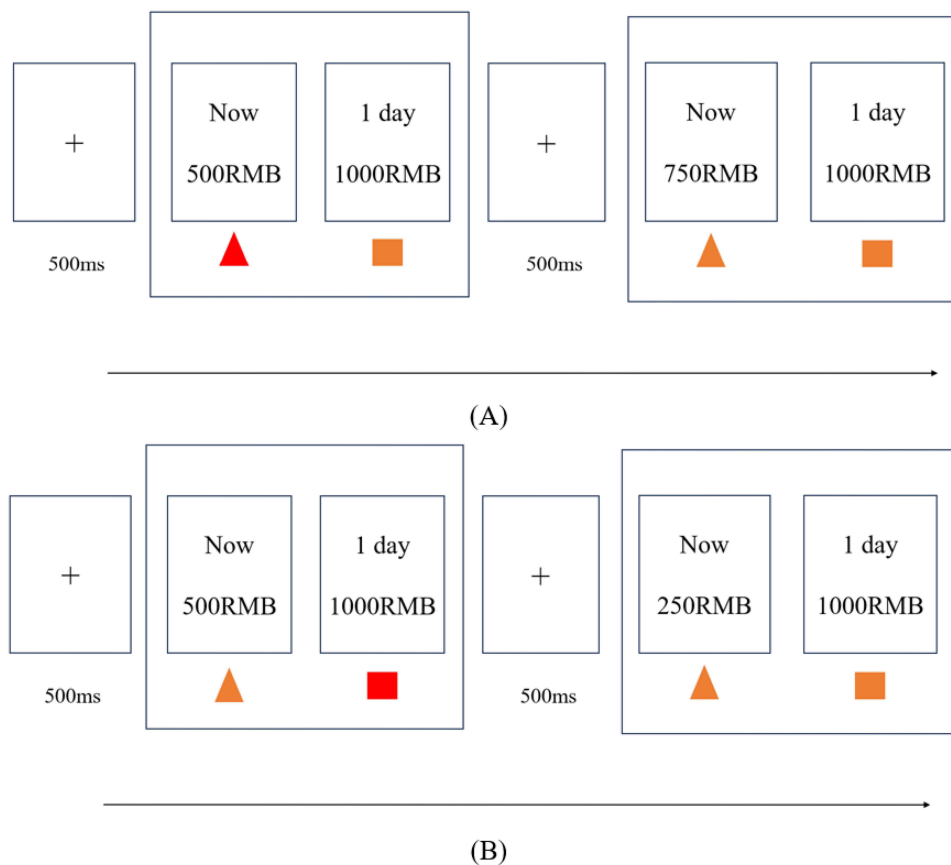 +
Now
500RMB
1 day
1000RMB
+
Now
750RMB
1 day
1000RMB
500ms
500ms
(A)
+
Now
500RMB
1 day
1000RMB
+
Now
250RMB
1 day
1000RMB
500ms
500ms
(B)